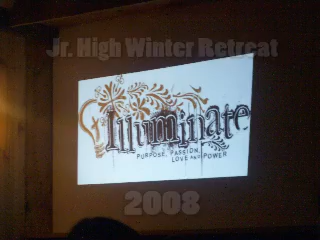 Jr. High Winter Retreat
Illuminate
PURPOSE, PASSION,
LOVE AND POWER
2008